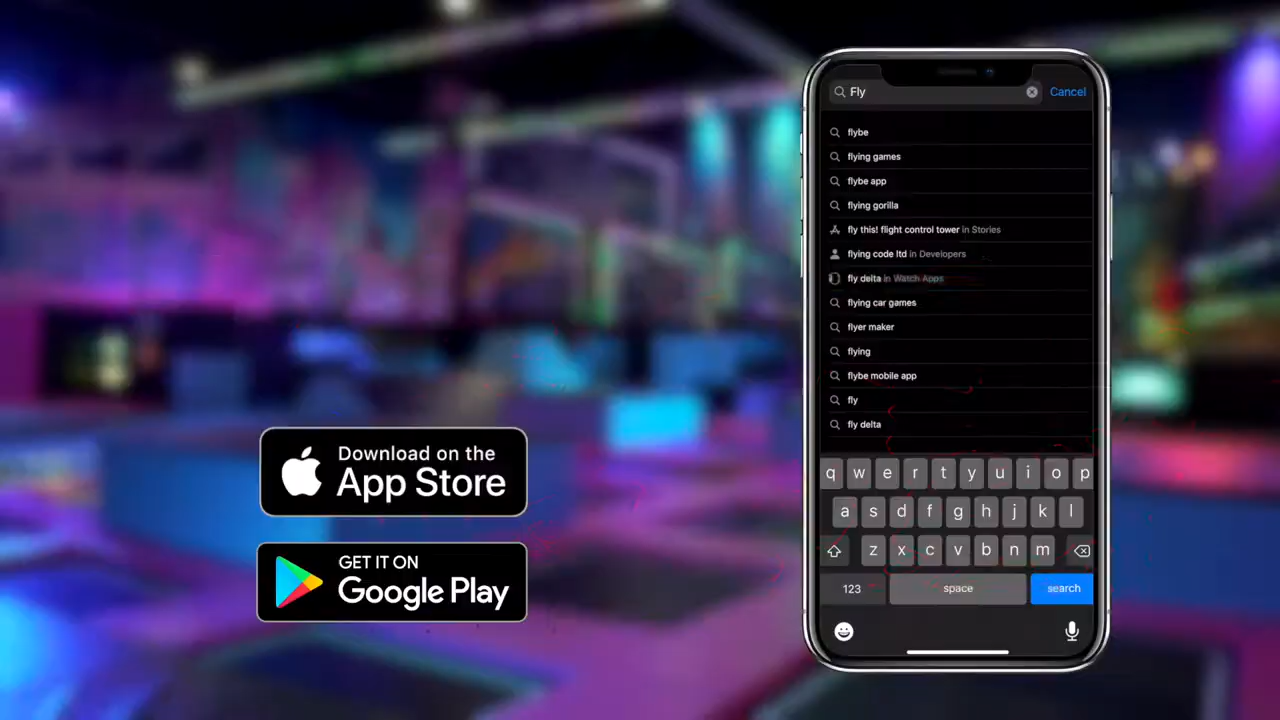 Download on the
App Store
GET IT ON
Google Play
Fly
Cancel
flybe
flying games
flybe app
flying gorilla
fly this! flight control tower in Stories
flying code ltd in Developers
fly delta in Watch Apps
flying car games
flyer maker
flying
flybe mobile app
fly
fly delta
q w e r t y u i o p
a s d f g h j k l
z x c v b n m
123
space
search